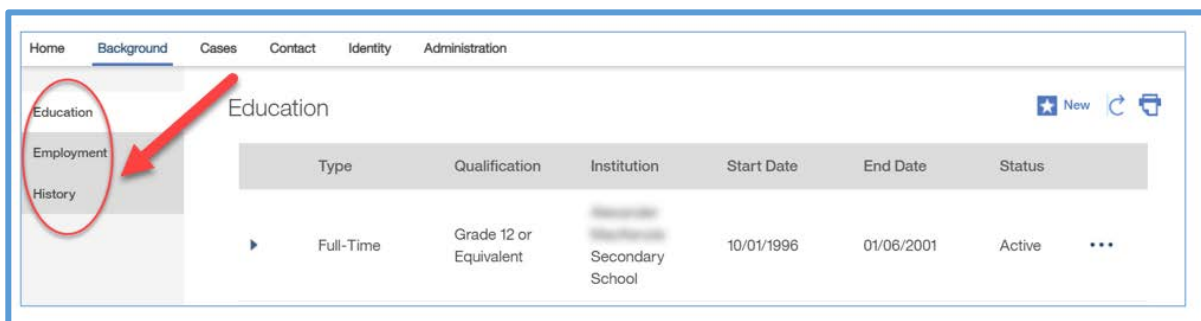 Home Background Cases Contact Identity Administration
Education
Employment
History
Education
New
Type Qualification Institution Start Date End Date Status
Full-Time Grade 12 or Equivalent Secondary School 10/01/1996 01/06/2001 Active